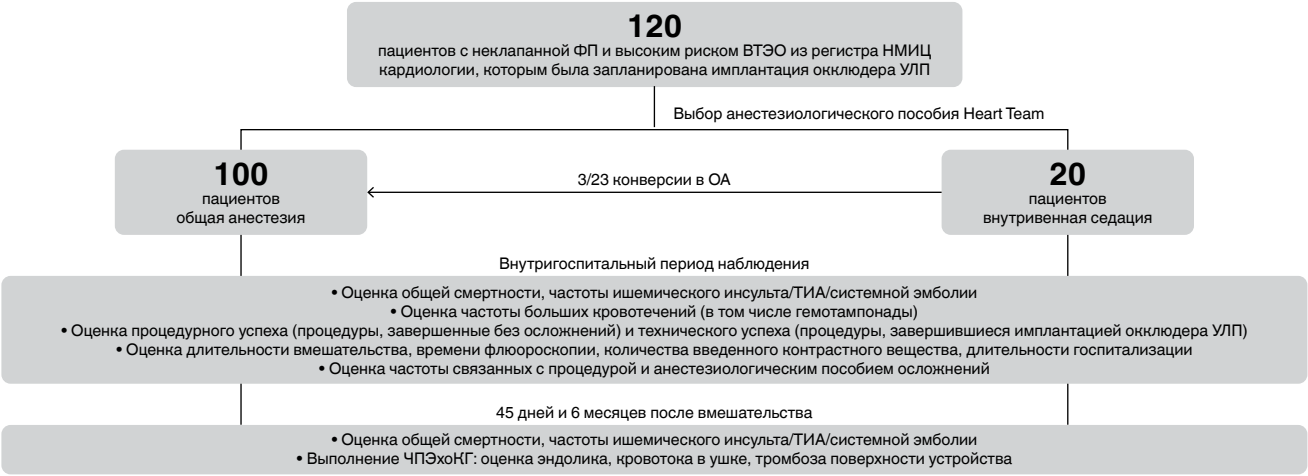 120
пациентов с неклапанной ФП и высоким риском ВТЭО из регистра НМИЦ
кардиологии, которым была запланирована имплантация окклюдера УЛП
Выбор анестезиологического пособия Heart Team
100
пациентов
общая анестезия
3/23 конверсии в ОА
20
пациентов
внутривенная седация
Внутригоспитальный период наблюдения
• Оценка общей смертности, частоты ишемического инсульта/ТИА/системной эмболии
• Оценка частоты больших кровотечений (в том числе гемотампонады)
• Оценка процедурного успеха (процедуры, завершенные без осложнений) и технического успеха (процедуры, завершившиеся имплантацией окклюдера УЛП)
• Оценка длительности вмешательства, времени флюороскопии, количества введенного контрастного вещества, длительности госпитализации
• Оценка частоты связанных с процедурой и анестезиологическим пособием осложнений
45 дней и 6 месяцев после вмешательства
• Оценка общей смертности, частоты ишемического инсульта/ТИА/системной эмболии
• Выполнение ЧПЭхоКГ: оценка эндолика, кровотока в ушке, тромбоза поверхности устройства